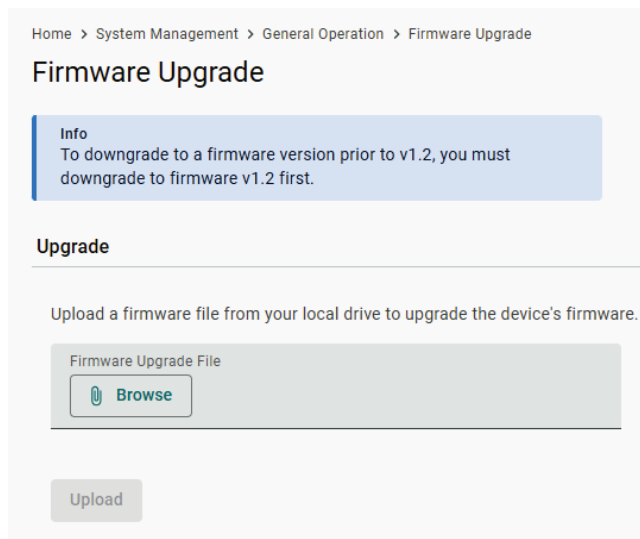 Home > System Management > General Operation > Firmware Upgrade
Firmware Upgrade
Info
To downgrade to a firmware version prior to v1.2, you must
downgrade to firmware v1.2 first.
Upgrade
Upload a firmware file from your local drive to upgrade the device's firmware.
Firmware Upgrade File
Browse
Upload